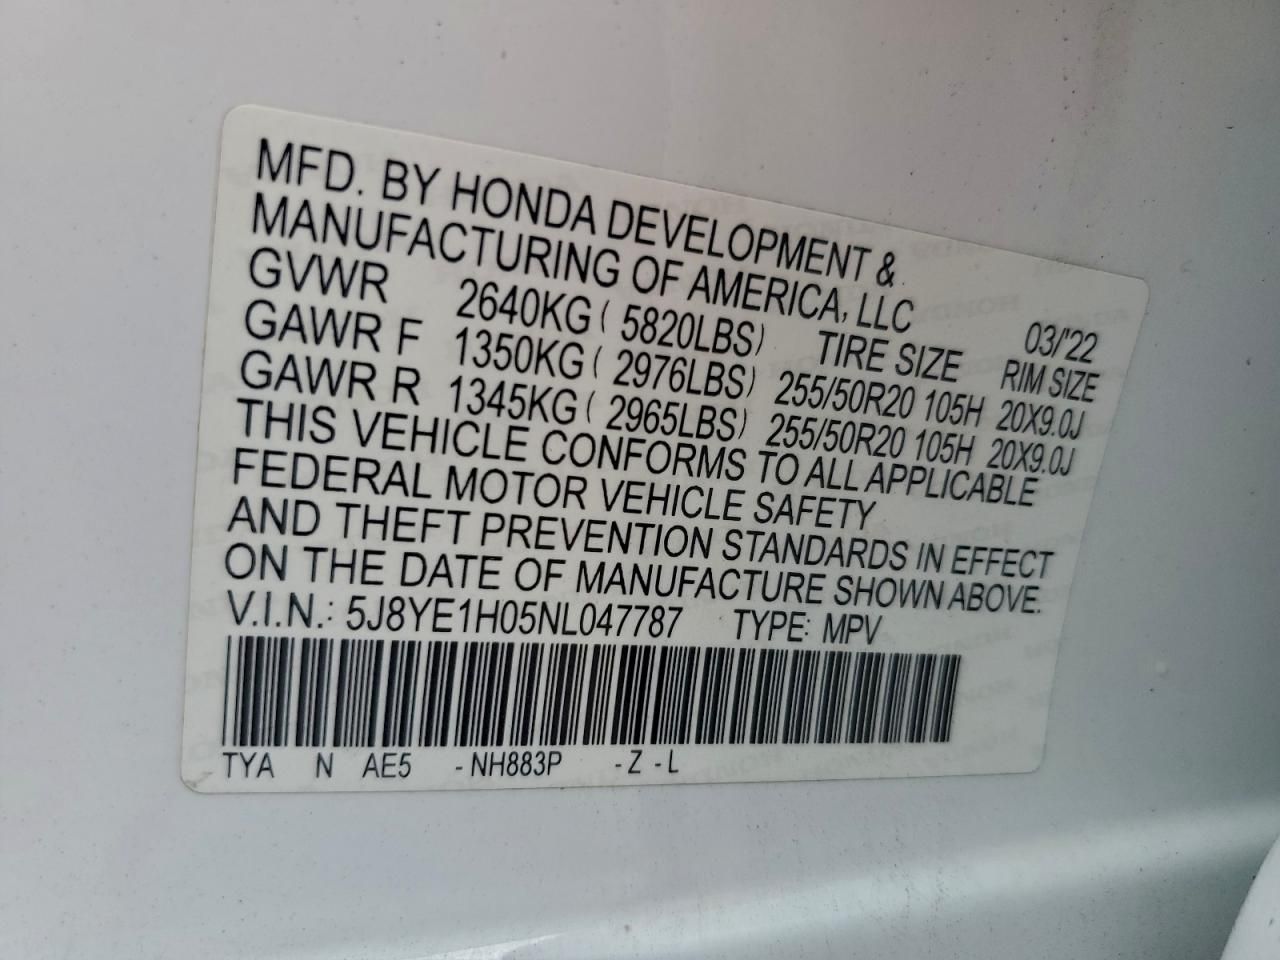 MFD. BY HONDA DEVELOPMENT &
MANUFACTURING OF AMERICA, LLC 03/'22
GVWR 2640KG ( 5820LBS) TIRE SIZE RIM SIZE
GAWR F 1350KG ( 2976LBS) 255/50R20 105H 20X9.0J
GAWR R 1345KG ( 2965LBS) 255/50R20 105H 20X9.0J
THIS VEHICLE CONFORMS TO ALL APPLICABLE
FEDERAL MOTOR VEHICLE SAFETY
AND THEFT PREVENTION STANDARDS IN EFFECT
ON THE DATE OF MANUFACTURE SHOWN ABOVE.
V.I.N.: 5J8YE1H05NL047787 TYPE: MPV
TYA N AE5 -NH883P -Z -L